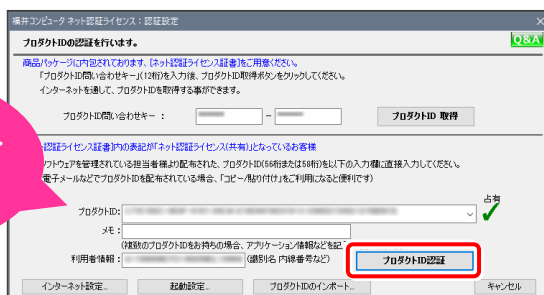 福井コンピュータ ネット認証ライセンス：認証設定
プロダクトIDの認証を行います。
Q&A
商品パッケージに内包されております、[ネット認証ライセンス証書]をご用意ください。
「プロダクトID問い合わせキー」(12桁)を入力後、プロダクトID取得ボタンをクリックしてください。
インターネットを通して、プロダクトIDを取得する事ができます。
プロダクトID問い合わせキー ：
－
プロダクトID 取得
ト認証ライセンス証書]内の表記が「ネット認証ライセンス(共有)」となっているお客様
フトウェアを管理されている担当者様より配布された、プロダクトID(56桁または58桁)を以下の入力欄に直接入力してください。
電子メールなどでプロダクトIDを配布されている場合、「コピー/貼り付け」をご利用になると便利です)
占有
プロダクトID：
メモ：
(複数のプロダクトIDをお持ちの場合、アプリケーション情報などを記
利用者情報：
(識別名 内線番号など)
プロダクトID認証
インターネット設定...
起動設定...
プロダクトIDのインポート...
キャンセル